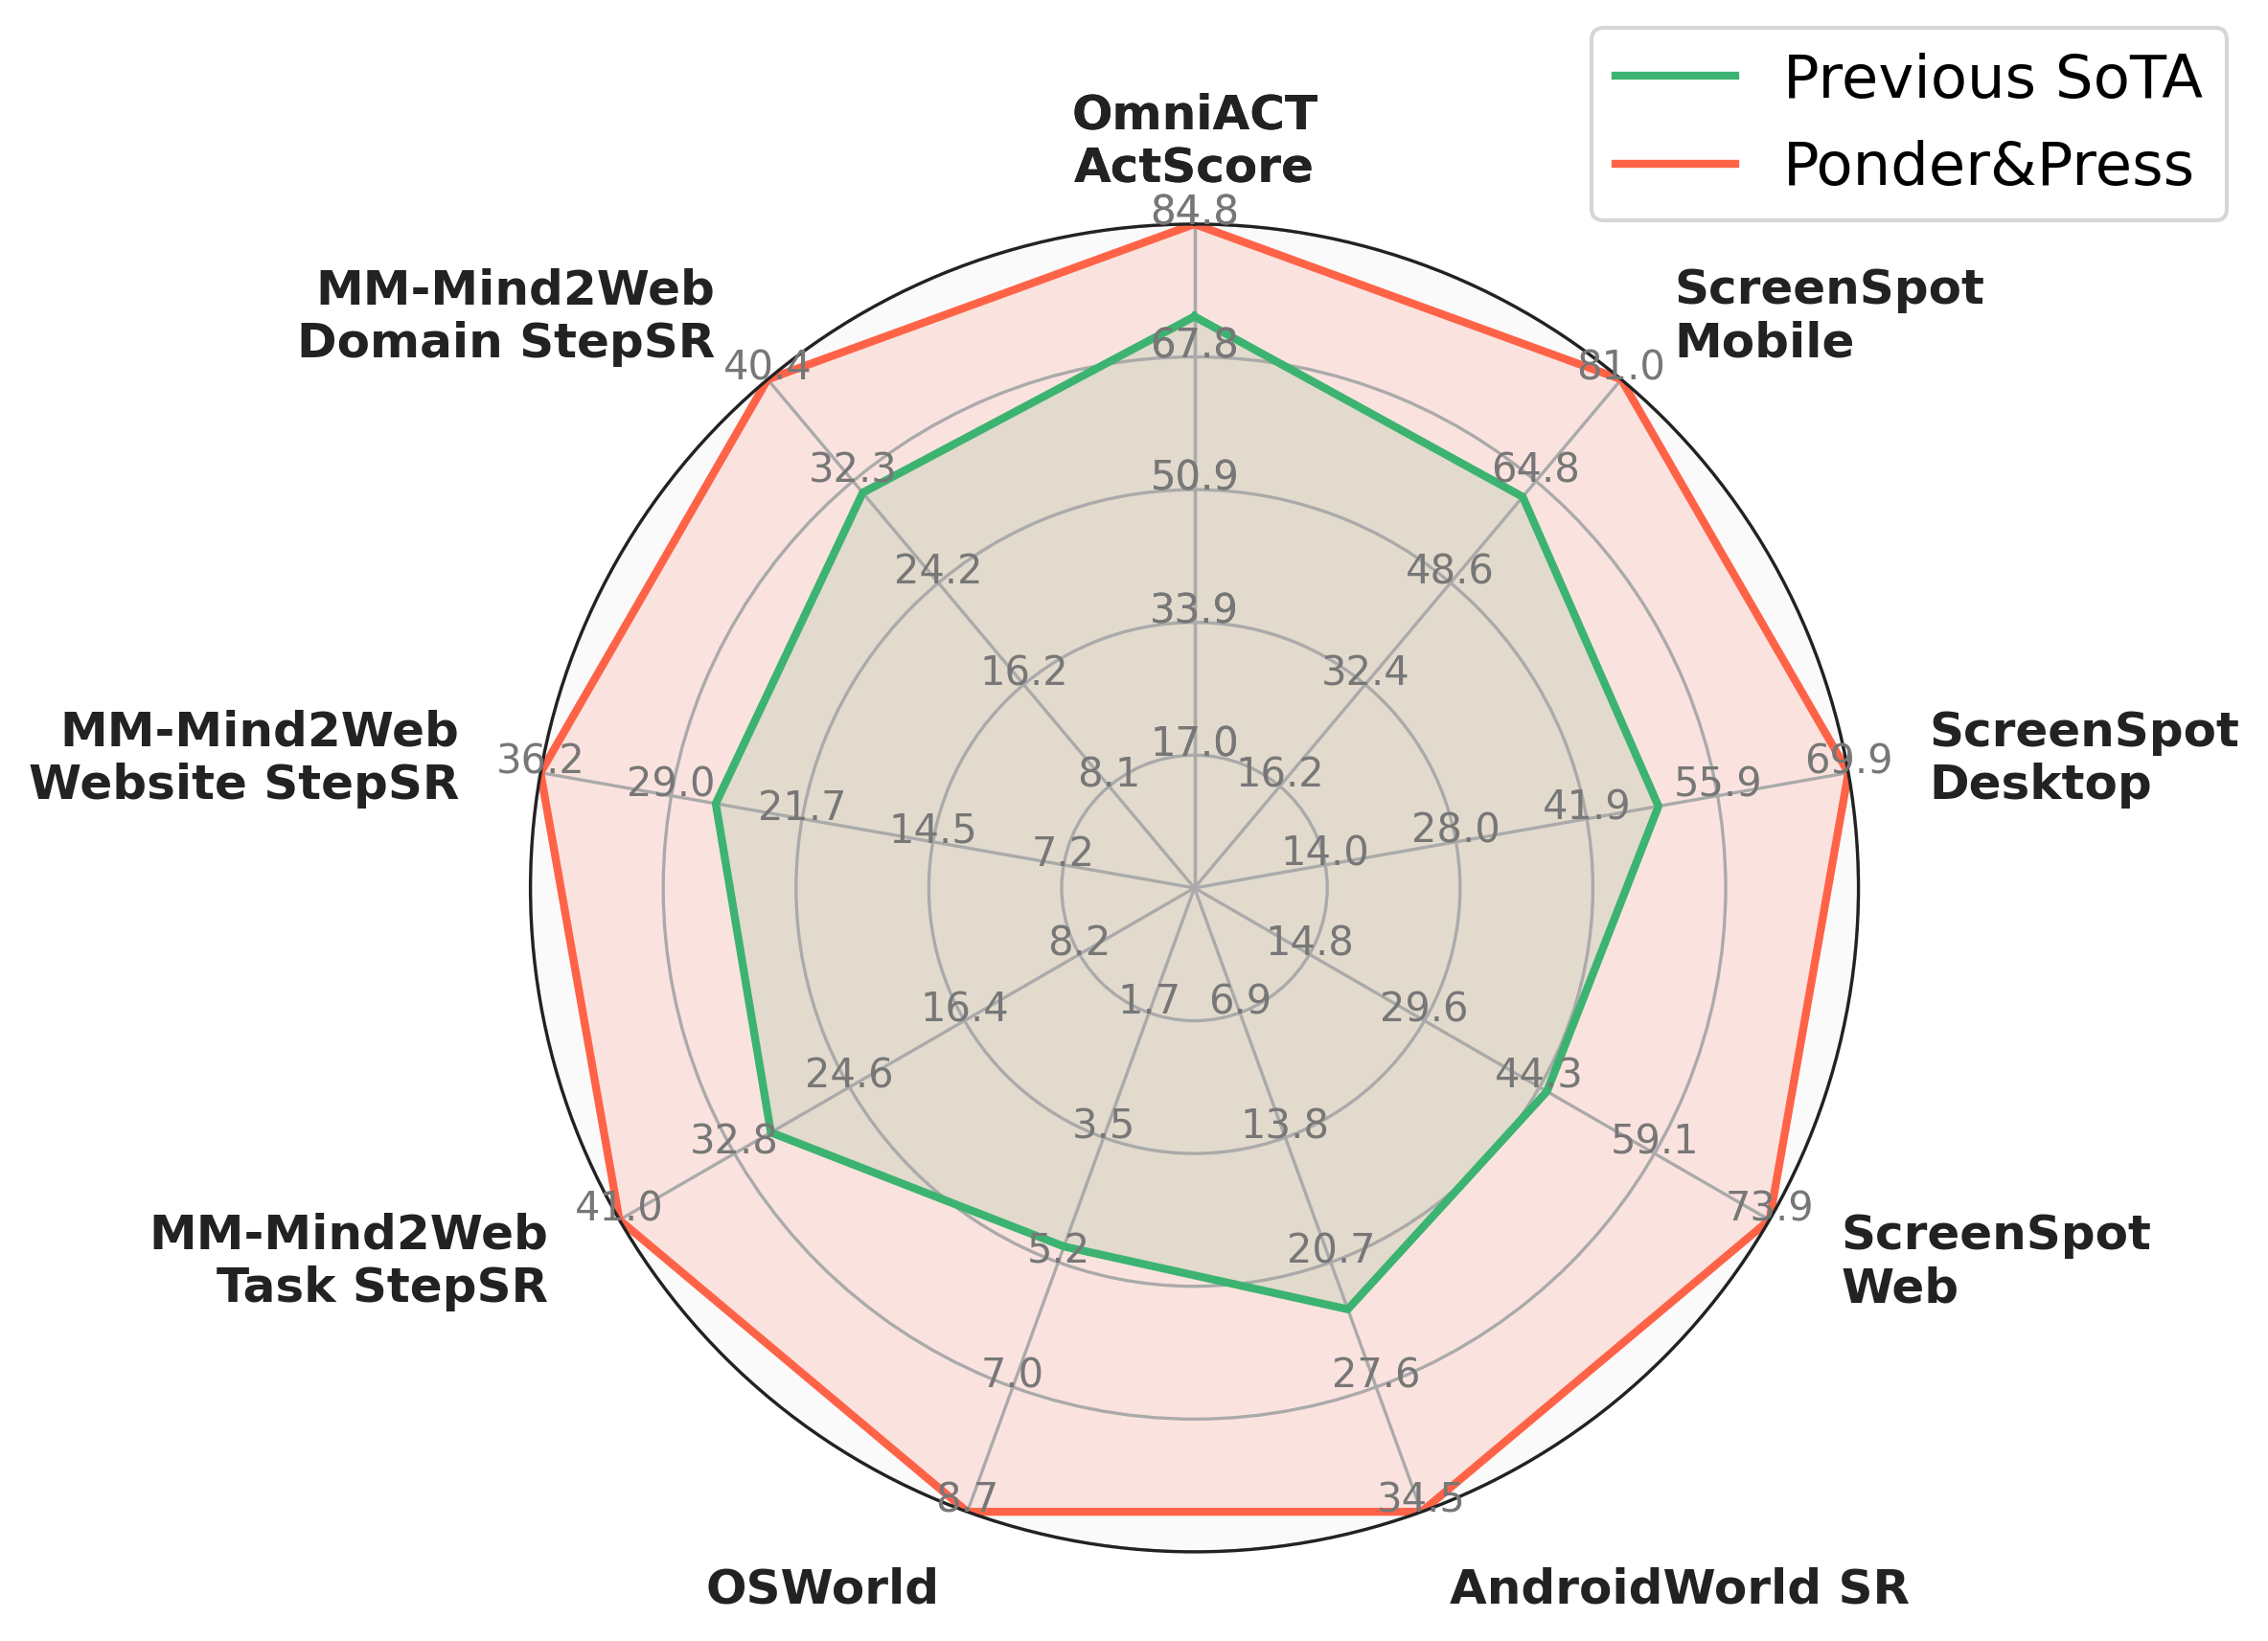 Previous SoTA
Ponder&Press
OmniACT
ActScore
84.8
67.8
50.9
33.9
17.0
ScreenSpot
Mobile
81.0
64.8
48.6
32.4
16.2
ScreenSpot
Desktop
69.9
55.9
41.9
28.0
14.0
ScreenSpot
Web
73.9
59.1
44.3
29.6
14.8
AndroidWorld SR
34.5
27.6
20.7
13.8
6.9
OSWorld
8.7
7.0
5.2
3.5
1.7
MM-Mind2Web
Task StepSR
41.0
32.8
24.6
16.4
8.2
MM-Mind2Web
Website StepSR
36.2
29.0
21.7
14.5
7.2
MM-Mind2Web
Domain StepSR
40.4
32.3
24.2
16.2
8.1